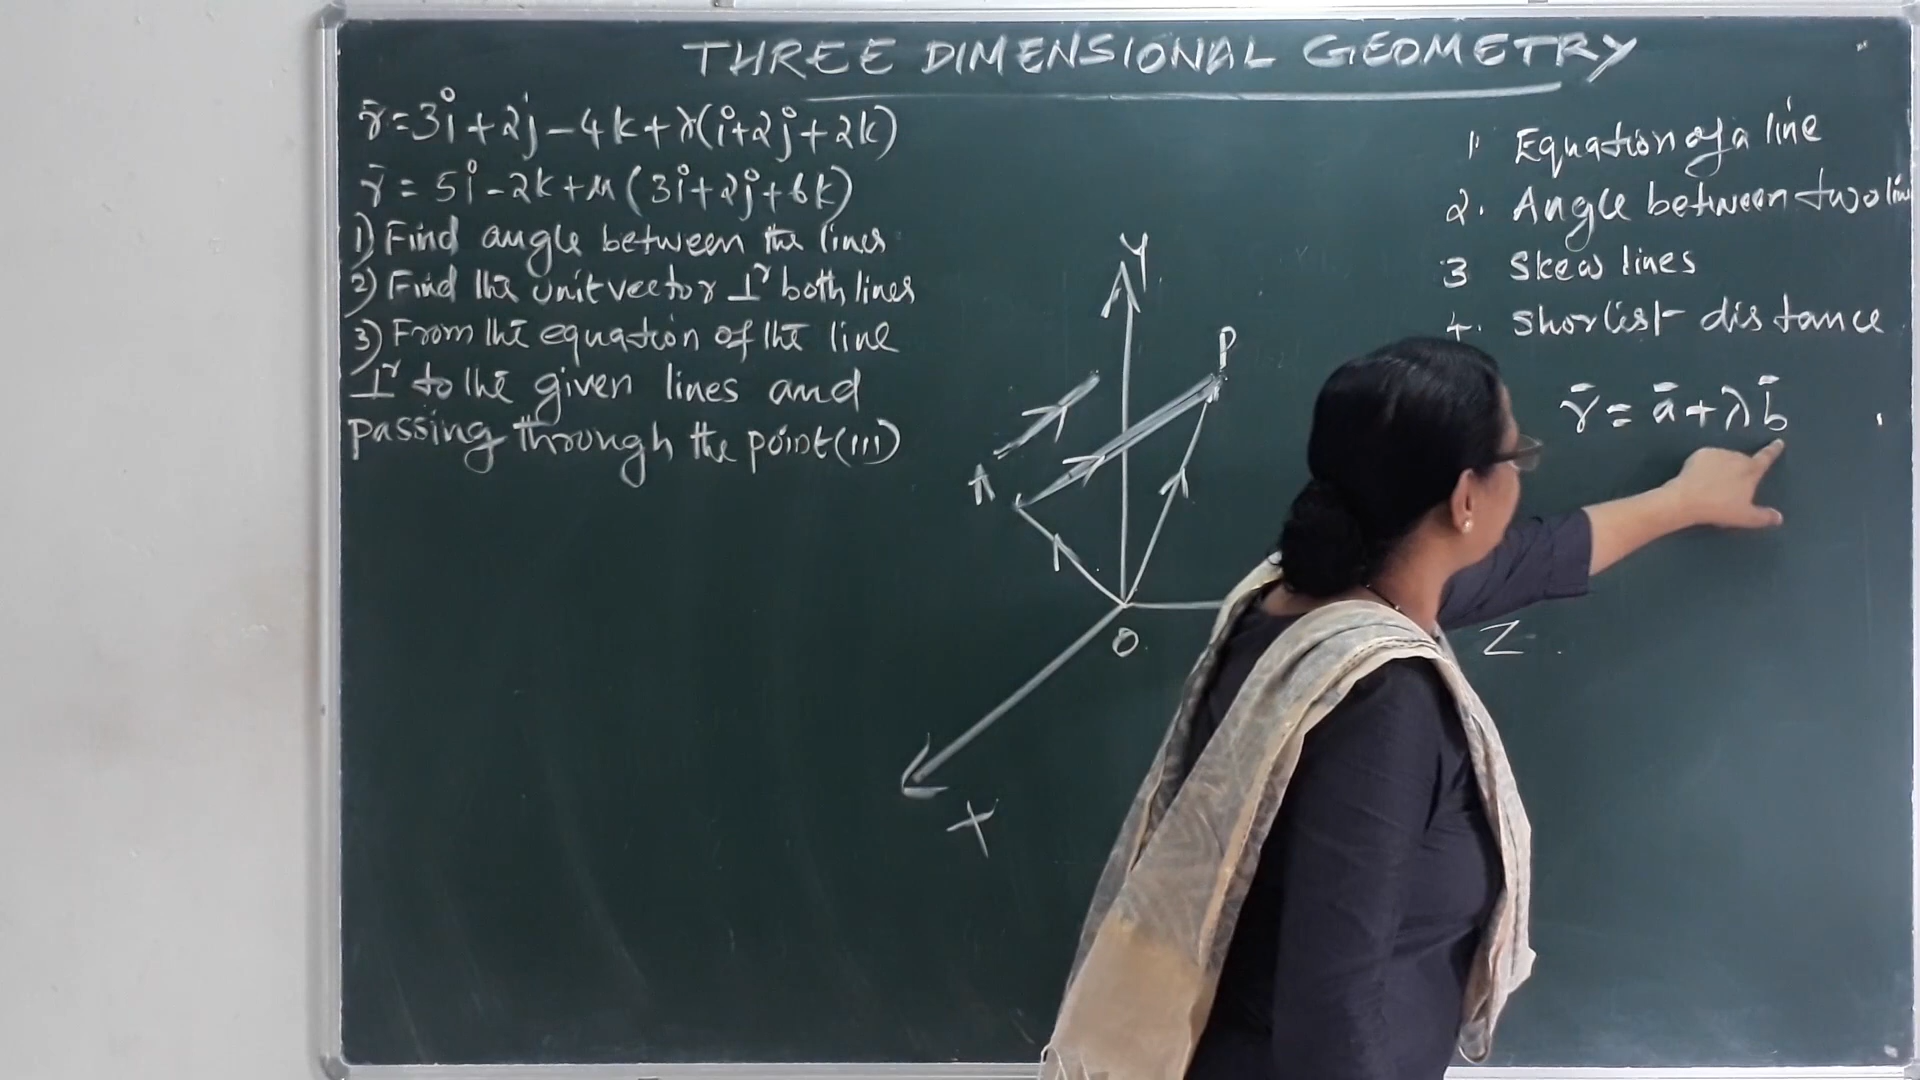 THREE DIMENSIONAL GEOMETRY
r̄=3i+2j-4k+λ(i+2j+2k)
r̄=5i-2k+μ(3i+2j+6k)
1) Find angle between the lines
2) Find the unit vector ⊥r both lines
3) From the equation of the line
⊥r to the given lines and
passing through the point (111)
1. Equation of a line
2. Angle between two lin
3 Skew lines
4. Shortest distance
r̄ = ā+λb̄
Y
P
A
O
Z
X